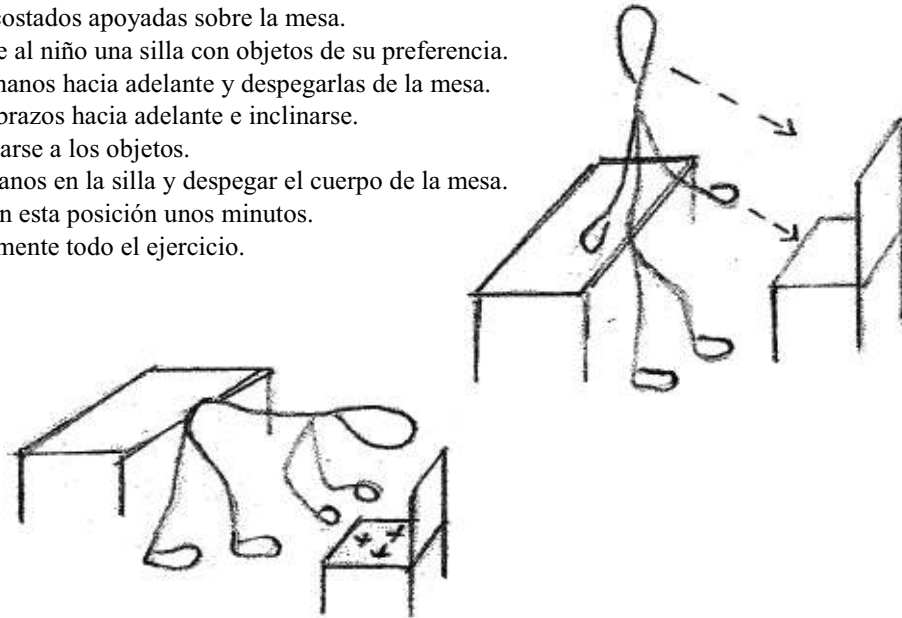 costados apoyadas sobre la mesa.
e al niño una silla con objetos de su preferencia.
manos hacia adelante y despegarlas de la mesa.
brazos hacia adelante e inclinarse.
arse a los objetos.
anos en la silla y despegar el cuerpo de la mesa.
n esta posición unos minutos.
mente todo el ejercicio.